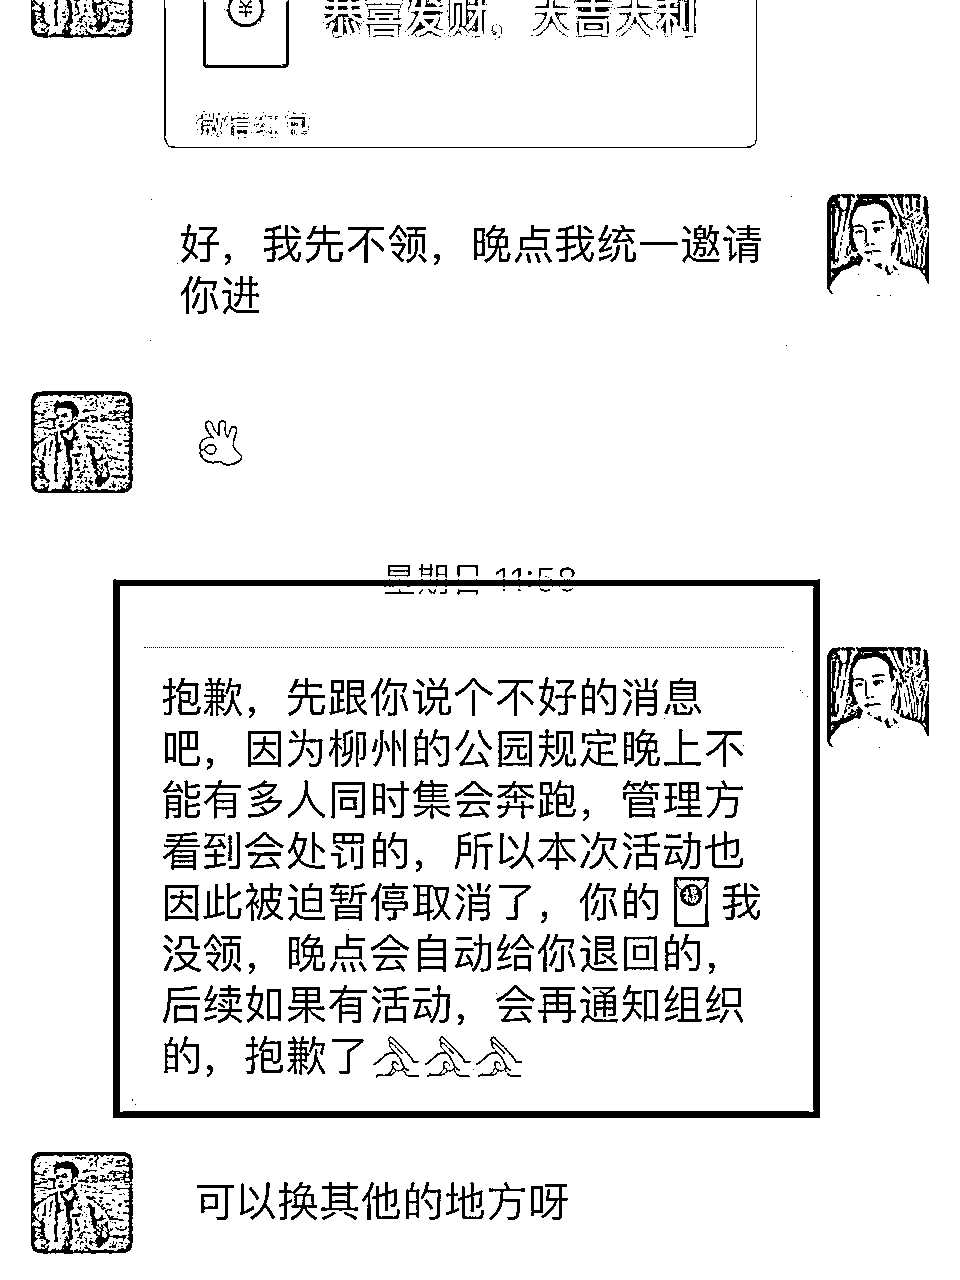 恭喜发财，大吉大利
微信红包
好，我先不领，晚点我统一邀请
你进
星期日 11:58
抱歉，先跟你说个不好的消息
吧，因为柳州的公园规定晚上不
能有多人同时集会奔跑，管理方
看到会处罚的，所以本次活动也
因此被迫暂停取消了，你的 🧧 我
没领，晚点会自动给你退回的，
后续如果有活动，会再通知组织
的，抱歉了🙏🙏🙏
可以换其他的地方呀